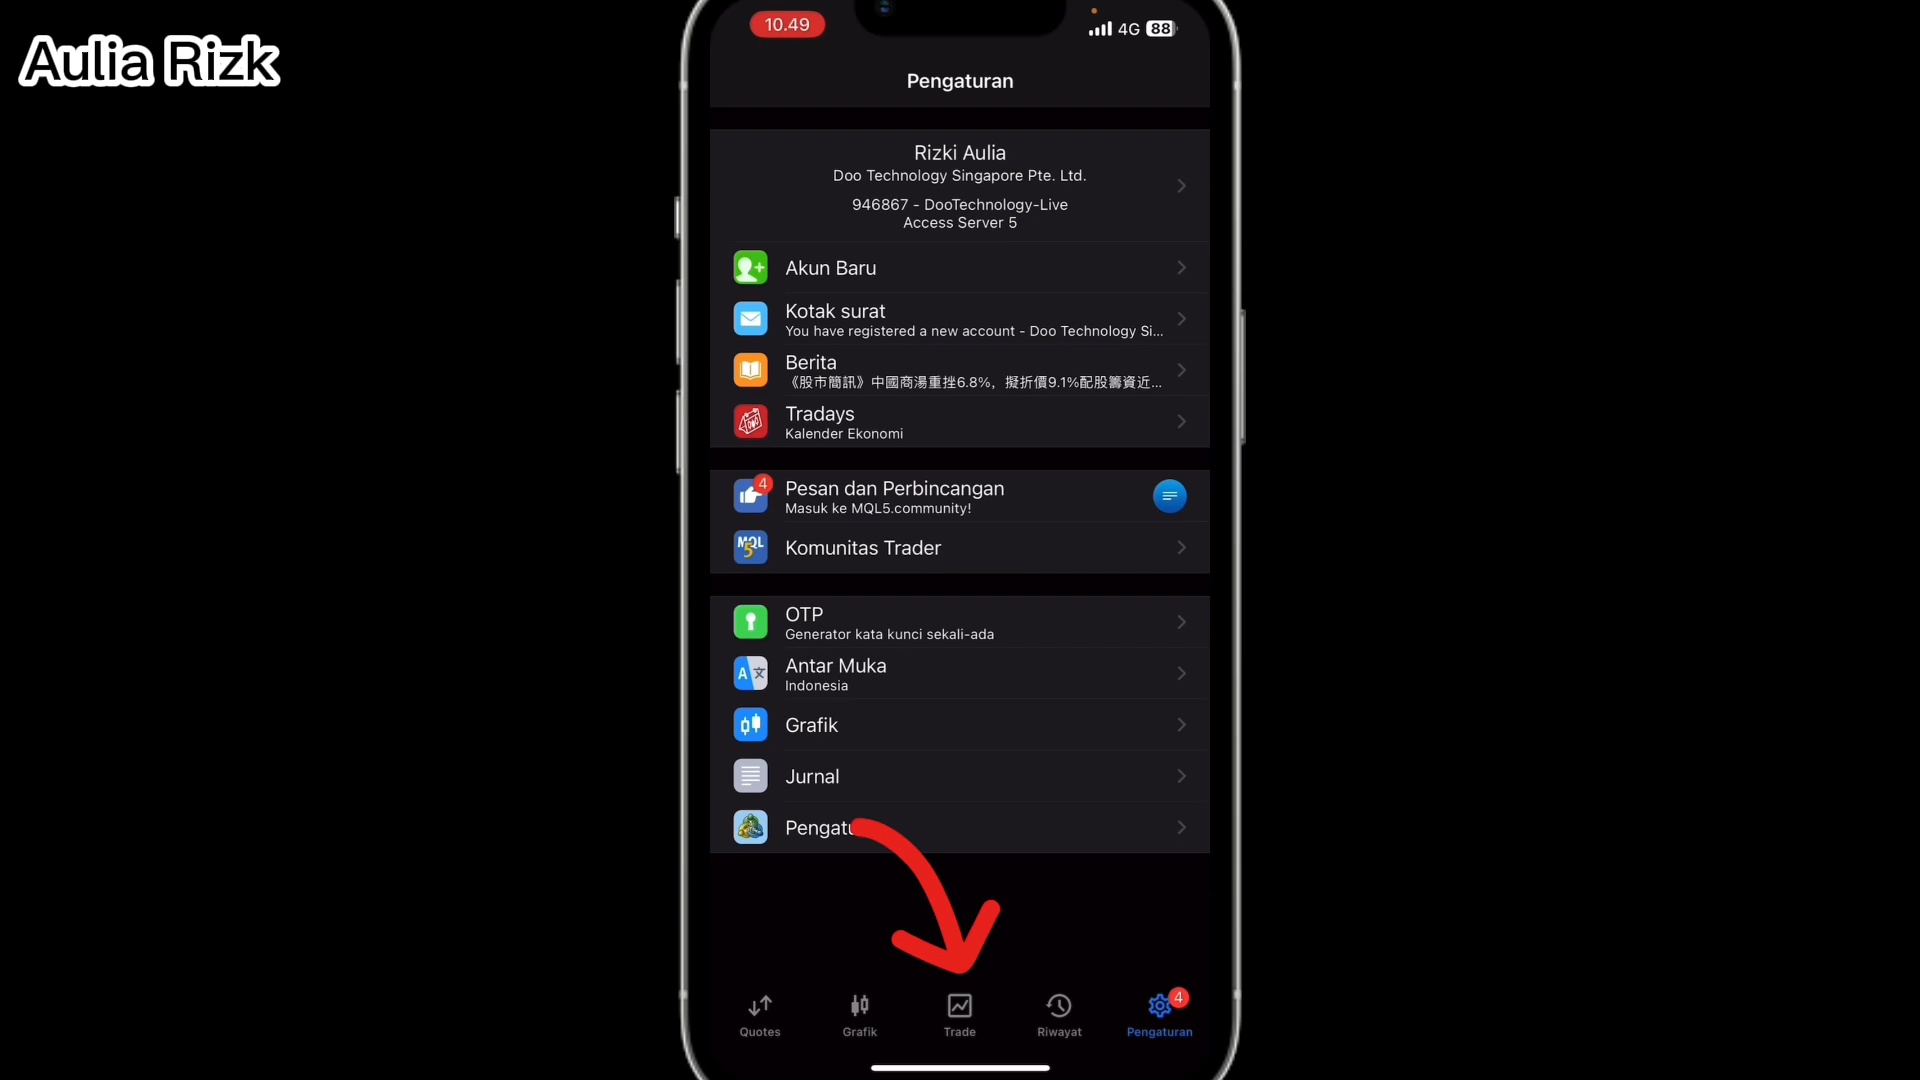 Aulia Rizk
10.49
4G 88
Pengaturan
Rizki Aulia
Doo Technology Singapore Pte. Ltd.
946867 - DooTechnology-Live
Access Server 5
Akun Baru
Kotak surat
You have registered a new account - Doo Technology Si...
Berita
《股市簡訊》中國商湯重挫6.8%，擬折價9.1%配股籌資近...
Tradays
Kalender Ekonomi
4
Pesan dan Perbincangan
Masuk ke MQL5.community!
MQL
5
Komunitas Trader
OTP
Generator kata kunci sekali-ada
A 文
Antar Muka
Indonesia
Grafik
Jurnal
Pengatu
4
Quotes Grafik Trade Riwayat Pengaturan